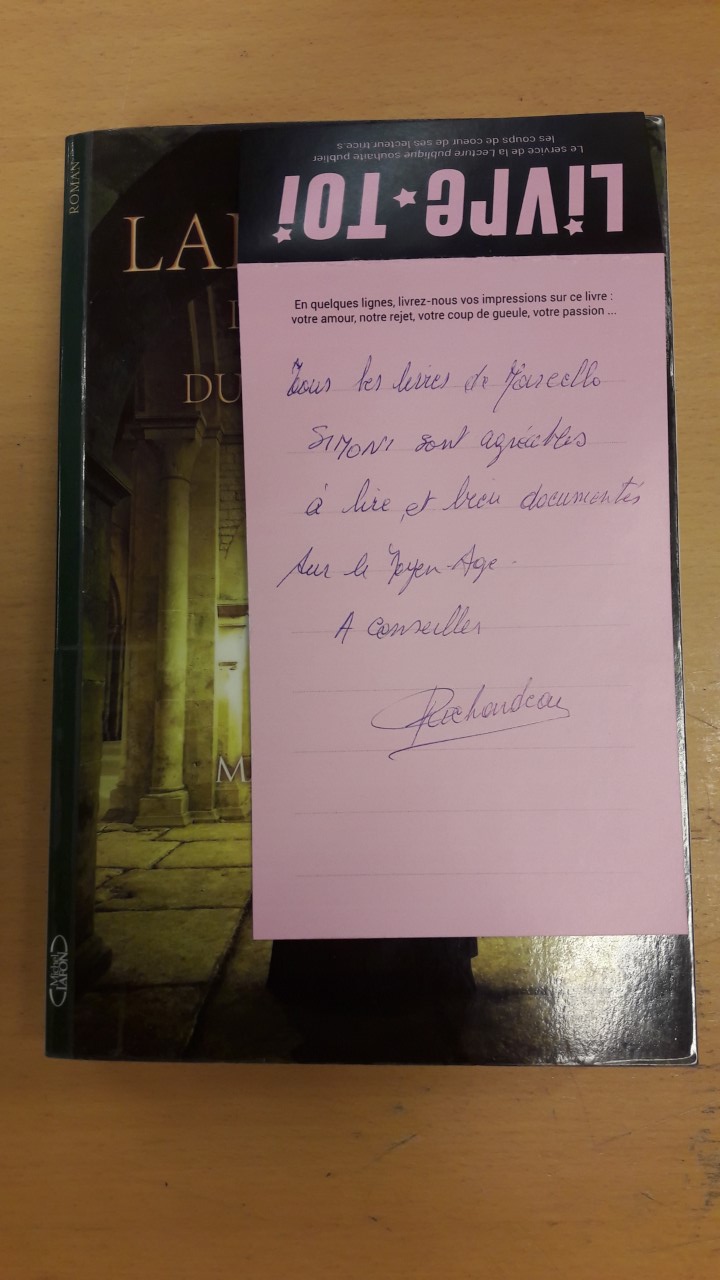 ROMAN
Le service de la Lecture publique souhaite publier
les coups de coeur de ses lecteur.trice.s
LIVRE★TOI
LA
DU
M
En quelques lignes, livrez-nous vos impressions sur ce livre :
votre amour, notre rejet, votre coup de gueule, votre passion ...
Tous les livres de Marcello
SIMONI sont agréables
à lire et bien documentés
sur le Moyen-Age.
A conseiller
Michel
LAFON